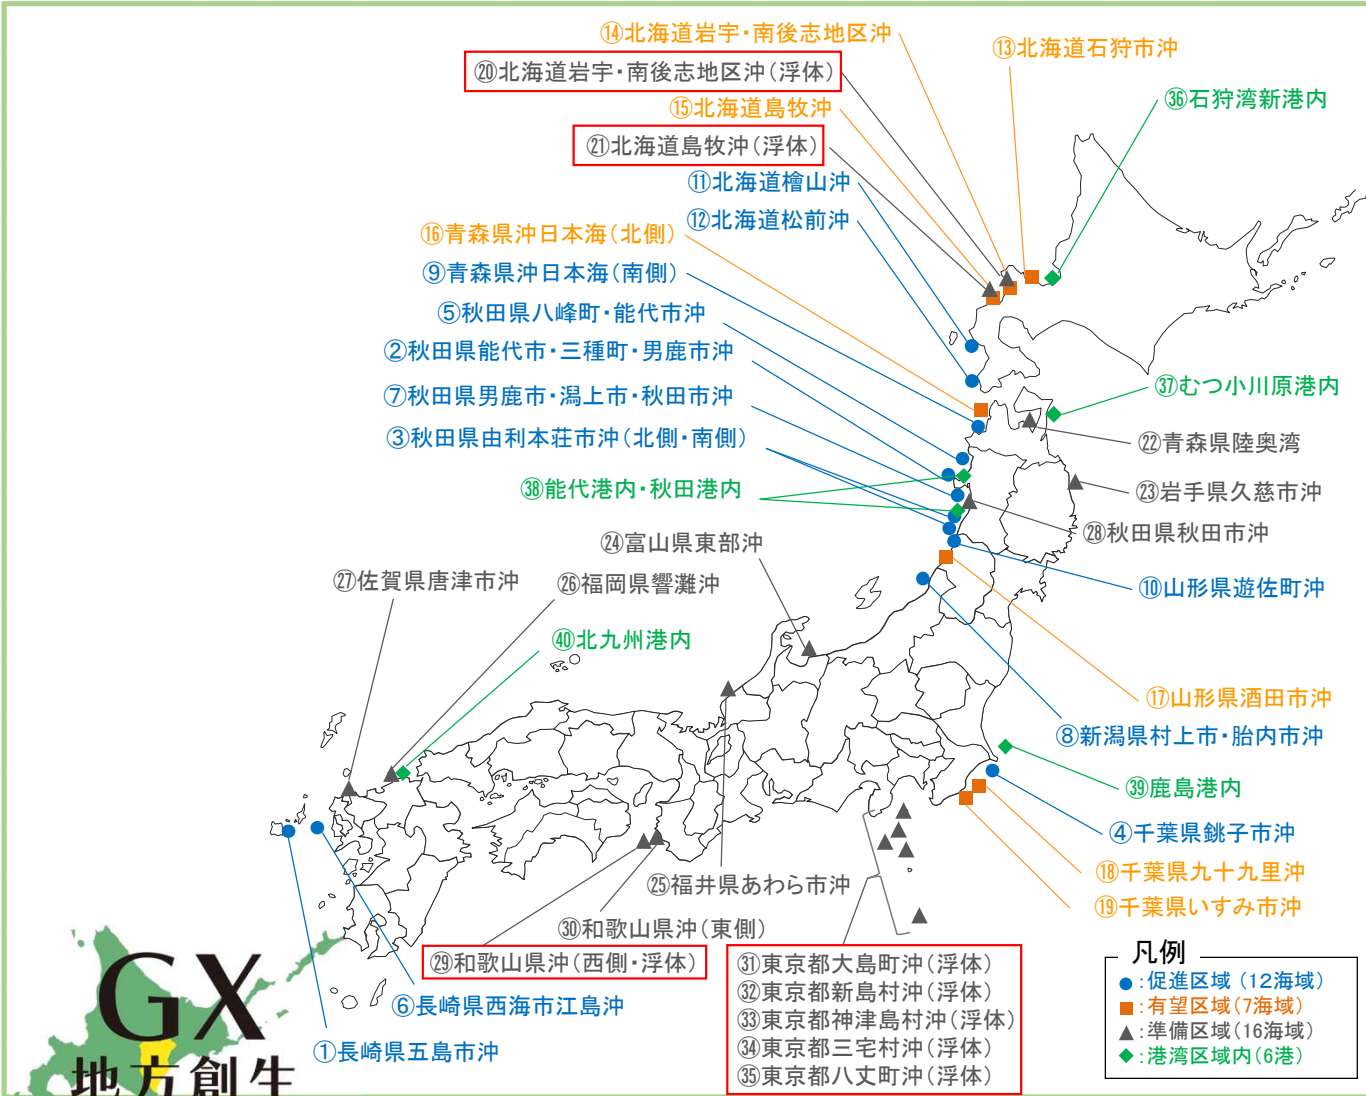 ⑭北海道岩宇・南後志地区沖
⑬北海道石狩市沖
⑳北海道岩宇・南後志地区沖(浮体)
㊱石狩湾新港内
⑮北海道島牧沖
㉑北海道島牧沖(浮体)
⑪北海道檜山沖
⑫北海道松前沖
⑯青森県沖日本海(北側)
⑨青森県沖日本海(南側)
⑤秋田県八峰町・能代市沖
②秋田県能代市・三種町・男鹿市沖
㊲むつ小川原港内
⑦秋田県男鹿市・潟上市・秋田市沖
③秋田県由利本荘市沖(北側・南側)
㉒青森県陸奥湾
㊳能代港内・秋田港内
㉓岩手県久慈市沖
㉘秋田県秋田市沖
㉔富山県東部沖
㉗佐賀県唐津市沖
㉖福岡県響灘沖
⑩山形県遊佐町沖
㊵北九州港内
⑰山形県酒田市沖
⑧新潟県村上市・胎内市沖
㊴鹿島港内
④千葉県銚子市沖
⑱千葉県九十九里沖
㉕福井県あわら市沖
⑲千葉県いすみ市沖
㉚和歌山県沖(東側)
㉙和歌山県沖(西側・浮体)
㉛東京都大島町沖(浮体)
㉜東京都新島村沖(浮体)
㉝東京都神津島村沖(浮体)
㉞東京都三宅村沖(浮体)
㉟東京都八丈町沖(浮体)
⑥長崎県西海市江島沖
①長崎県五島市沖
凡例
:促進区域(12海域)
:有望区域(7海域)
:準備区域(16海域)
:港湾区域内(6港)
GX
地方創生